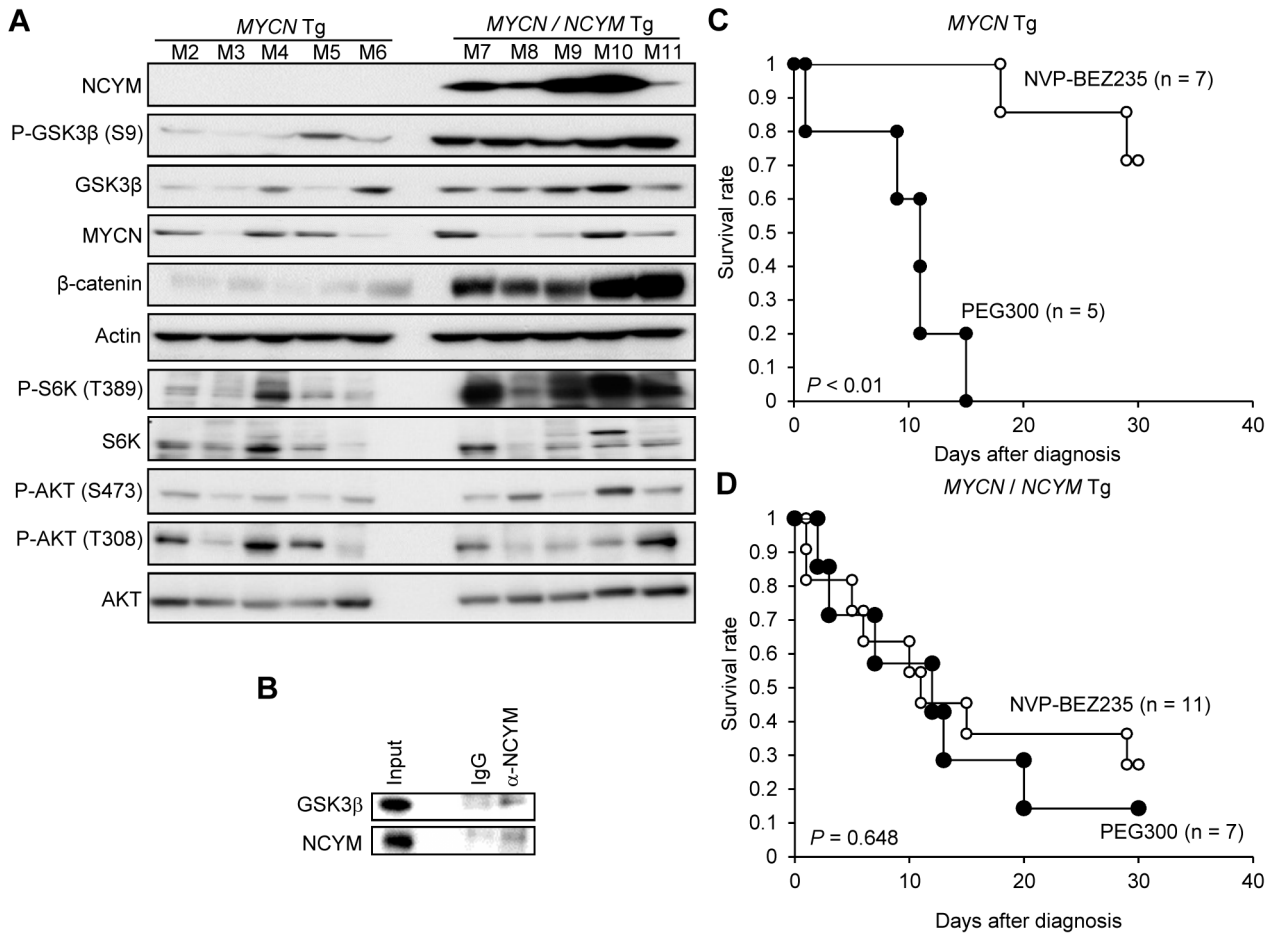 A
MYCN Tg
MYCN / NCYM Tg
M2 M3 M4 M5 M6 M7 M8 M9 M10 M11
NCYM
P-GSK3β (S9)
GSK3β
MYCN
β-catenin
Actin
P-S6K (T389)
S6K
P-AKT (S473)
P-AKT (T308)
AKT
B
Input
IgG
α-NCYM
GSK3β
NCYM
C
MYCN Tg
Survival rate
1
0.9
0.8
0.7
0.6
0.5
0.4
0.3
0.2
0.1
0
NVP-BEZ235 (n = 7)
PEG300 (n = 5)
P < 0.01
0 10 20 30 40
Days after diagnosis
D
MYCN / NCYM Tg
Survival rate
1
0.9
0.8
0.7
0.6
0.5
0.4
0.3
0.2
0.1
0
NVP-BEZ235 (n = 11)
PEG300 (n = 7)
P = 0.648
0 10 20 30 40
Days after diagnosis